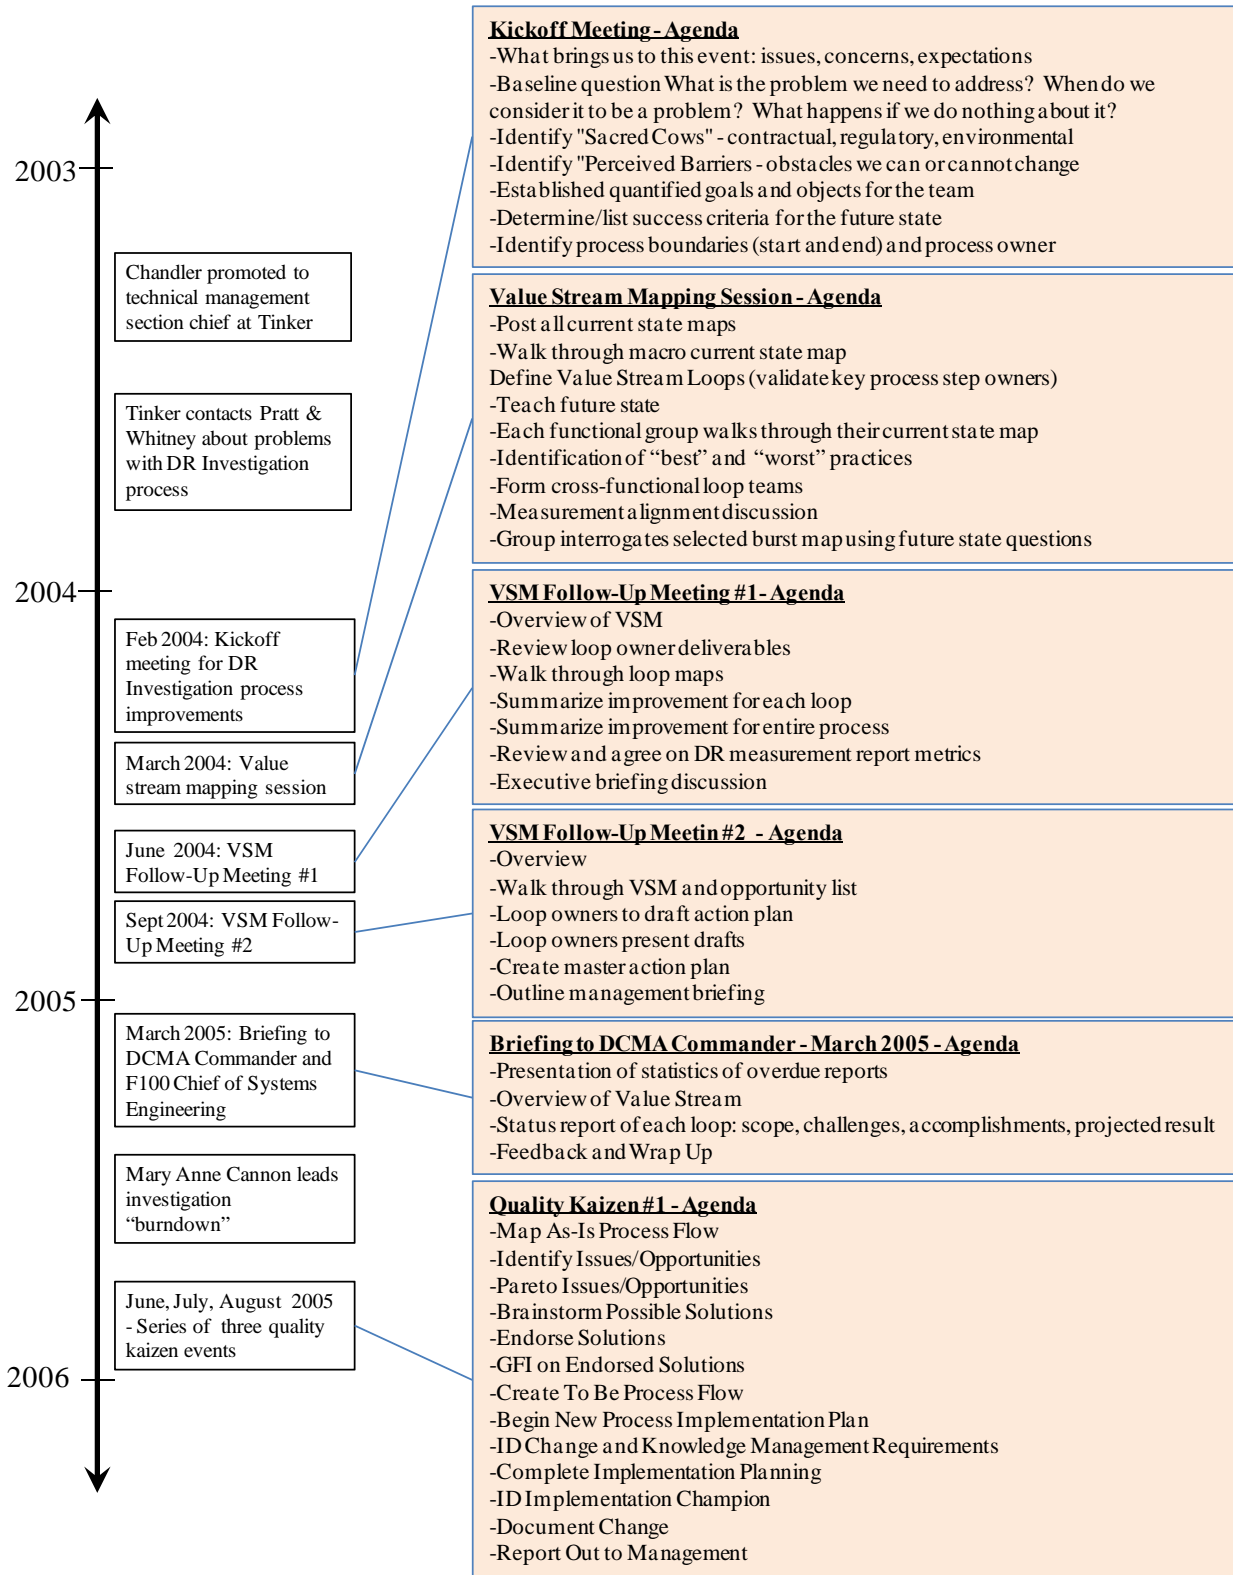 2003
Chandler promoted to
technical management
section chief at Tinker
Tinker contacts Pratt &
Whitney about problems
with DR Investigation
process
2004
Feb 2004: Kickoff
meeting for DR
Investigation process
improvements
March 2004: Value
stream mapping session
June 2004: VSM
Follow-Up Meeting #1
Sept 2004: VSM Follow-
Up Meeting #2
2005
March 2005: Briefing to
DCMA Commander and
F100 Chief of Systems
Engineering
Mary Anne Cannon leads
investigation
“burndown”
June, July, August 2005
- Series of three quality
kaizen events
2006
Kickoff Meeting - Agenda
-What brings us to this event: issues, concerns, expectations
-Baseline question What is the problem we need to address? When do we
consider it to be a problem? What happens if we do nothing about it?
-Identify "Sacred Cows" - contractual, regulatory, environmental
-Identify "Perceived Barriers - obstacles we can or cannot change
-Established quantified goals and objects for the team
-Determine/list success criteria for the future state
-Identify process boundaries (start and end) and process owner
Value Stream Mapping Session - Agenda
-Post all current state maps
-Walk through macro current state map
Define Value Stream Loops (validate key process step owners)
-Teach future state
-Each functional group walks through their current state map
-Identification of “best” and “worst” practices
-Form cross-functional loop teams
-Measurement alignment discussion
-Group interrogates selected burst map using future state questions
VSM Follow-Up Meeting #1- Agenda
-Overview of VSM
-Review loop owner deliverables
-Walk through loop maps
-Summarize improvement for each loop
-Summarize improvement for entire process
-Review and agree on DR measurement report metrics
-Executive briefing discussion
VSM Follow-Up Meetin #2 - Agenda
-Overview
-Walk through VSM and opportunity list
-Loop owners to draft action plan
-Loop owners present drafts
-Create master action plan
-Outline management briefing
Briefing to DCMA Commander - March 2005 - Agenda
-Presentation of statistics of overdue reports
-Overview of Value Stream
-Status report of each loop: scope, challenges, accomplishments, projected result
-Feedback and Wrap Up
Quality Kaizen #1 - Agenda
-Map As-Is Process Flow
-Identify Issues/Opportunities
-Pareto Issues/Opportunities
-Brainstorm Possible Solutions
-Endorse Solutions
-GFI on Endorsed Solutions
-Create To Be Process Flow
-Begin New Process Implementation Plan
-ID Change and Knowledge Management Requirements
-Complete Implementation Planning
-ID Implementation Champion
-Document Change
-Report Out to Management